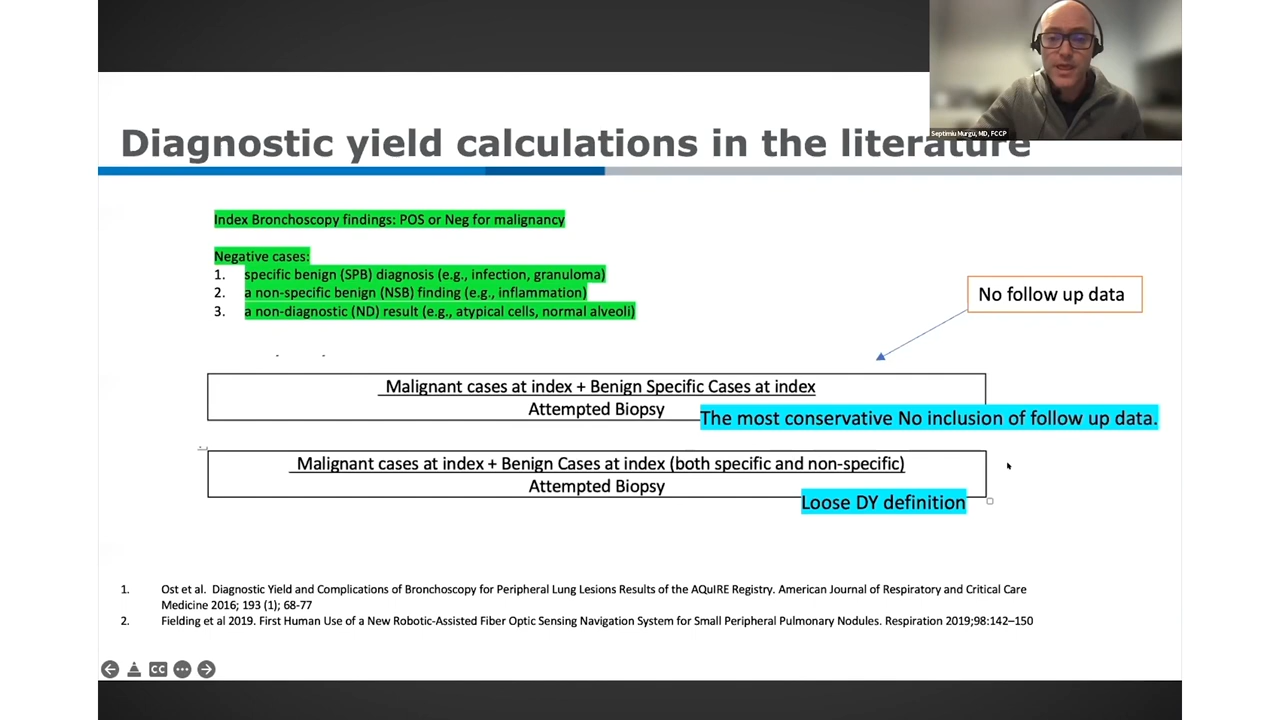 Septimiu Murgu, MD, FCCP
Diagnostic yield calculations in the literature
Index Bronchoscopy findings: POS or Neg for malignancy
Negative cases:
1. specific benign (SPB) diagnosis (e.g., infection, granuloma)
2. a non-specific benign (NSB) finding (e.g., inflammation)
3. a non-diagnostic (ND) result (e.g., atypical cells, normal alveoli)
No follow up data
Malignant cases at index + Benign Specific Cases at index
Attempted Biopsy
The most conservative No inclusion of follow up data.
Malignant cases at index + Benign Cases at index (both specific and non-specific)
Attempted Biopsy
Loose DY definition
1. Ost et al. Diagnostic Yield and Complications of Bronchoscopy for Peripheral Lung Lesions Results of the AQuIRE Registry. American Journal of Respiratory and Critical Care
Medicine 2016; 193 (1); 68-77
2. Fielding et al 2019. First Human Use of a New Robotic-Assisted Fiber Optic Sensing Navigation System for Small Peripheral Pulmonary Nodules. Respiration 2019;98:142–150
CC